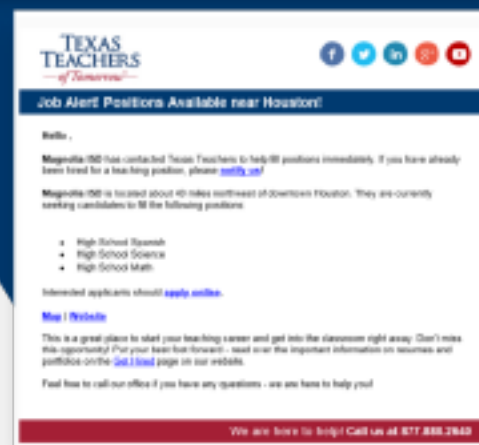 TEXAS
TEACHERS
of Tomorrow
Job Alert! Positions Available near Houston!
Hello ,
Magnolia ISD has contacted Texas Teachers to help fill positions immediately. If you have already
been hired for a teaching position, please notify us!
Magnolia ISD is located about 40 miles northwest of downtown Houston. They are currently
seeking candidates to fill the following positions:
• High School Spanish
• High School Science
• High School Math
Interested applicants should apply online.
Map | Website
This is a great place to start your teaching career and get into the classroom right away. Don't miss
this opportunity! Put your best foot forward - read over the important information on resumes and
portfolios on the Get Hired page on our website.
Feel free to call our office if you have any questions - we are here to help you!
We are here to help! Call us at 877.888.2640